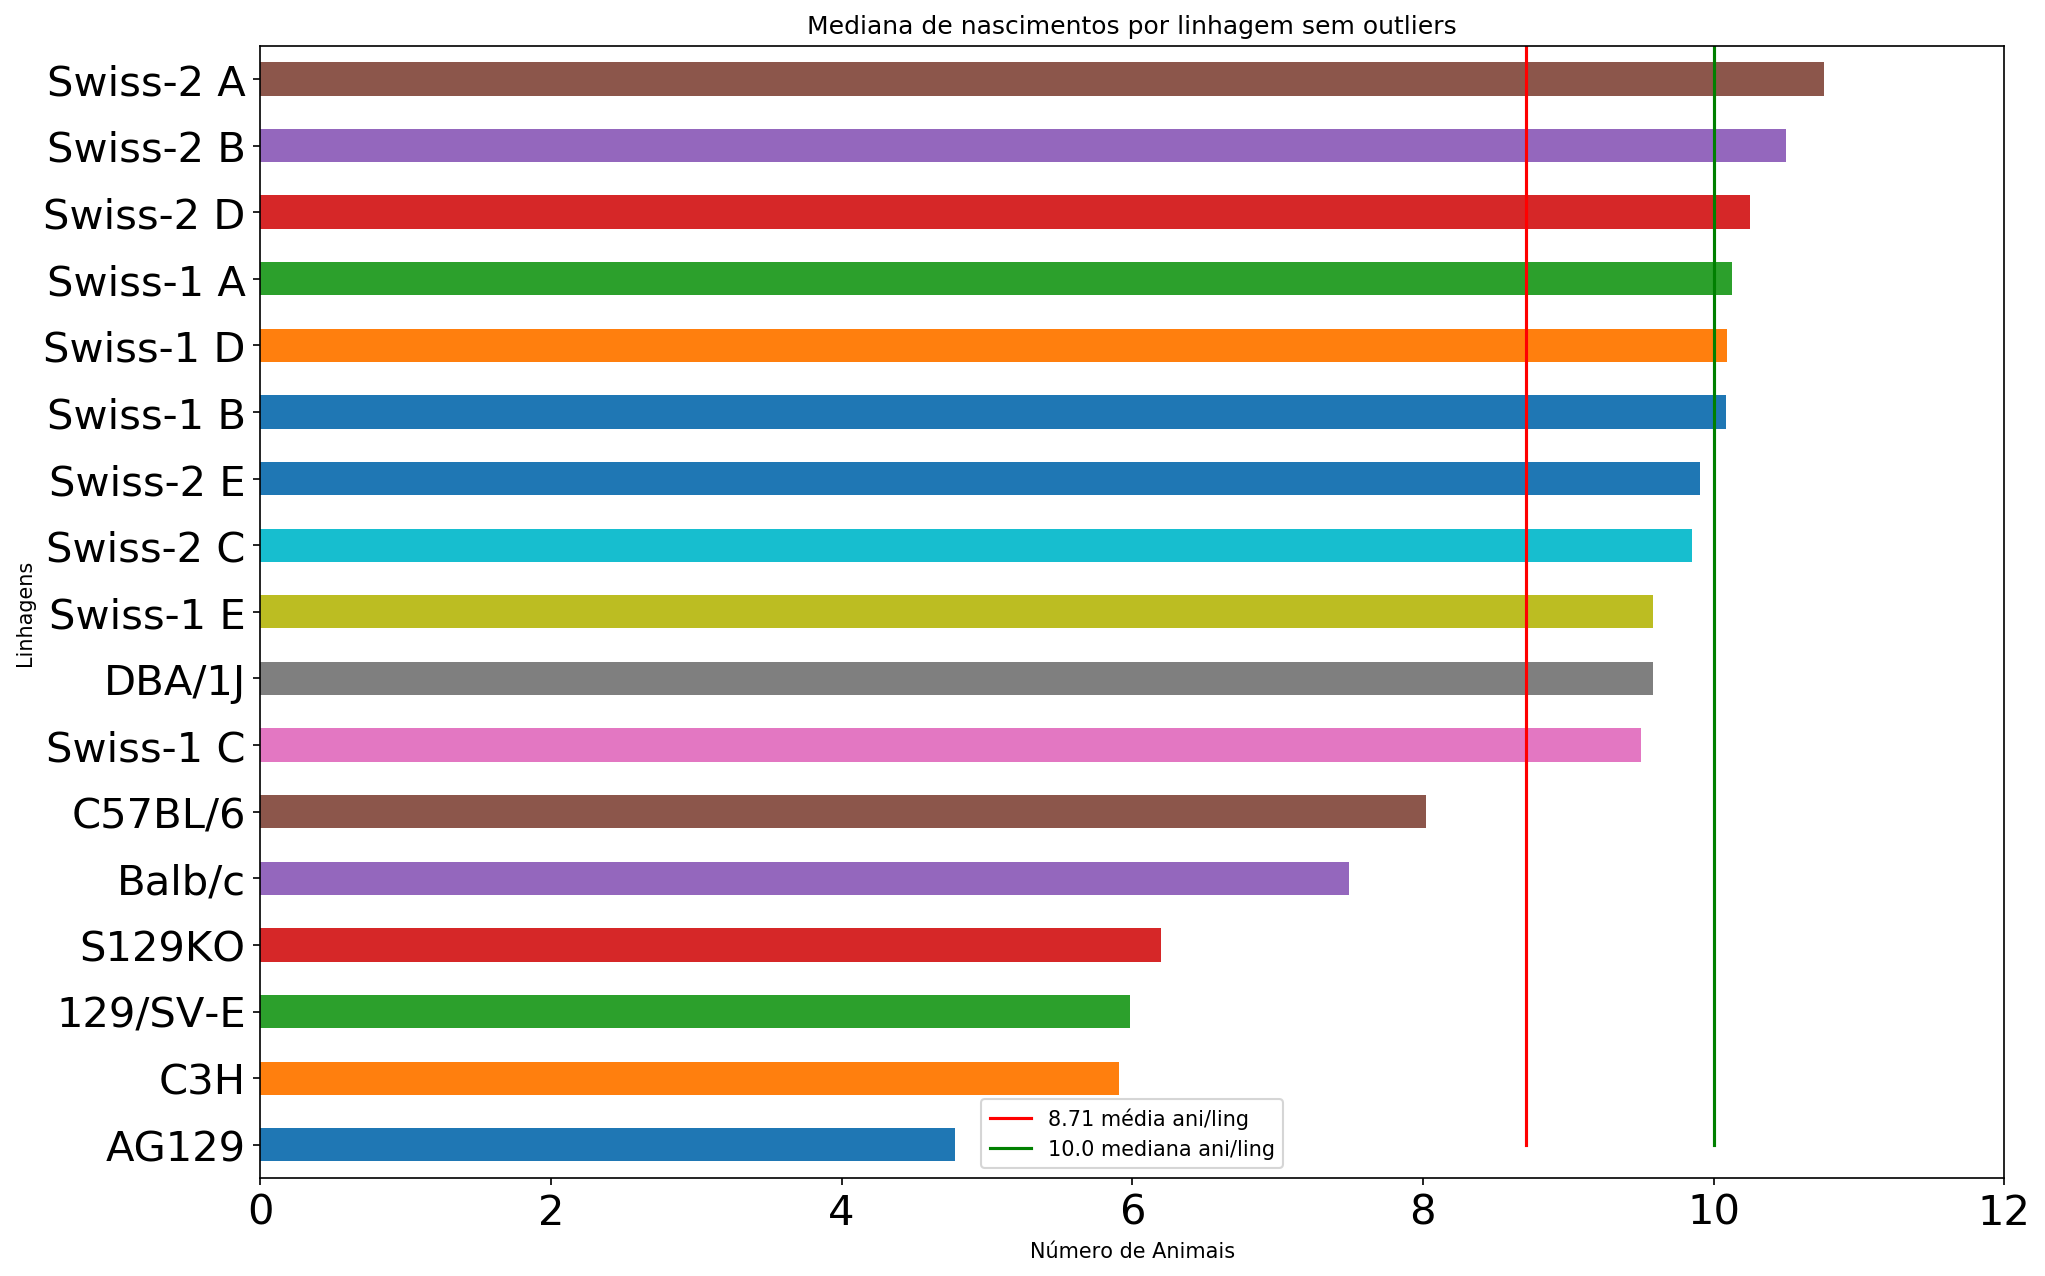 Mediana de nascimentos por linhagem sem outliers
Linhagens
Swiss-2 A
Swiss-2 B
Swiss-2 D
Swiss-1 A
Swiss-1 D
Swiss-1 B
Swiss-2 E
Swiss-2 C
Swiss-1 E
DBA/1J
Swiss-1 C
C57BL/6
Balb/c
S129KO
129/SV-E
C3H
AG129
8.71 média ani/ling
10.0 mediana ani/ling
0 2 4 6 8 10 12
Número de Animais